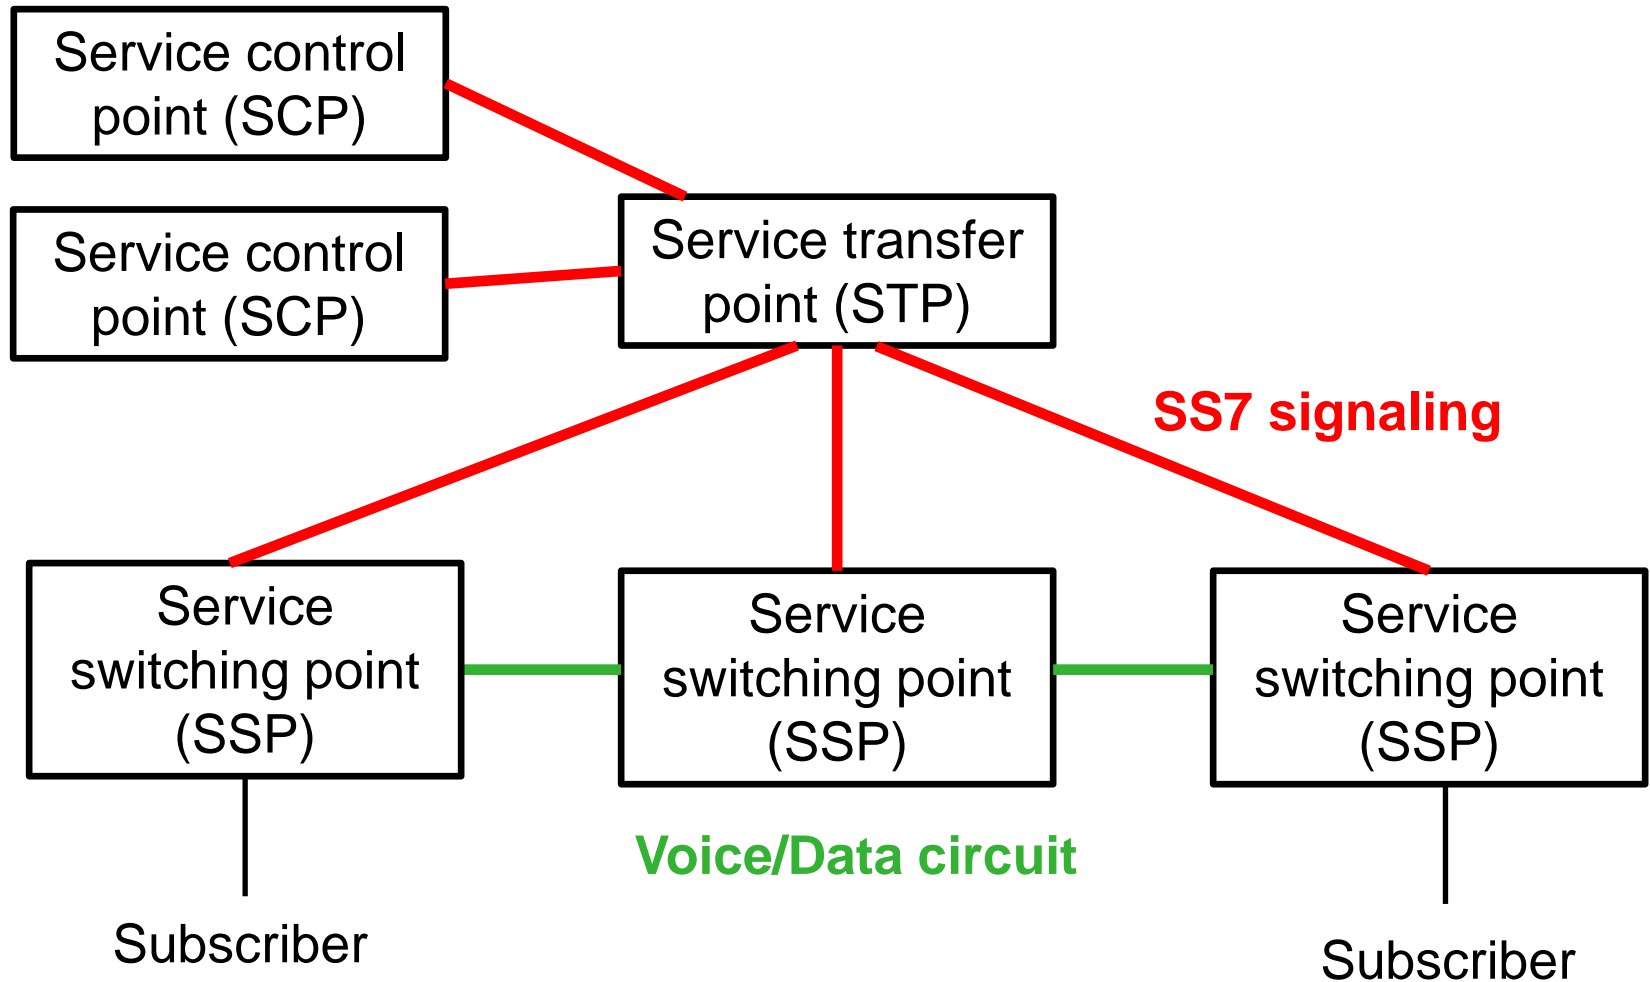 Service control
point (SCP)
Service control
point (SCP)
Service transfer
point (STP)
SS7 signaling
Service
switching point
(SSP)
Service
switching point
(SSP)
Service
switching point
(SSP)
Voice/Data circuit
Subscriber
Subscriber